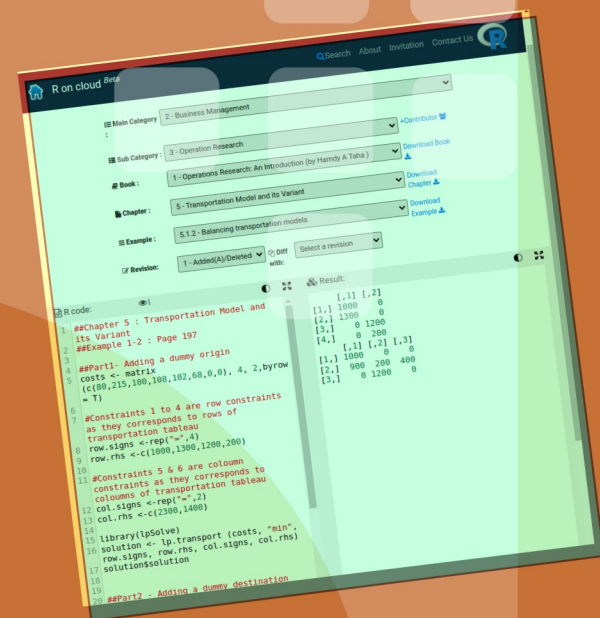 R on cloud Beta
Search About Invitation Contact Us R
Main Category : 2 - Business Management
Sub Category : 3 - Operation Research +Contributor
Book : 1 - Operations Research: An Introduction (by Hamdy A Taha ) Download Book
Chapter : 5 - Transportation Model and its Variant Download Chapter
Example : 5.1.2 - Balancing transportation models Download Example
Revision: 1 - Added(A)/Deleted Diff with: Select a revision
R code: 1
Result:
1 ##Chapter 5 : Transportation Model and
its Variant
2 ##Example 1-2 : Page 197
3
4 ##Part1- Adding a dummy origin
5 costs <- matrix
(c(80,215,100,108,102,68,0,0), 4, 2,byrow
= T)
6
7 #Constraints 1 to 4 are row constraints
as they corresponds to rows of
transportation tableau
8 row.signs <-rep("=",4)
9 row.rhs <-c(1000,1300,1200,200)
10
11 #Constraints 5 & 6 are coloumn
constraints as they corresponds to
coloumns of transportation tableau
12 col.signs <-rep("=",2)
13 col.rhs <-c(2300,1400)
14
15 library(lpSolve)
16 solution <- lp.transport (costs, "min",
row.signs, row.rhs, col.signs, col.rhs)
17 solution$solution
18
19
20 ##Part2 - Adding a dummy destination
[,1] [,2]
[1,] 1000 0
[2,] 1300 0
[3,] 0 1200
[4,] 0 200
[,1] [,2] [,3]
[1,] 1000 0 0
[2,] 900 200 400
[3,] 0 1200 0